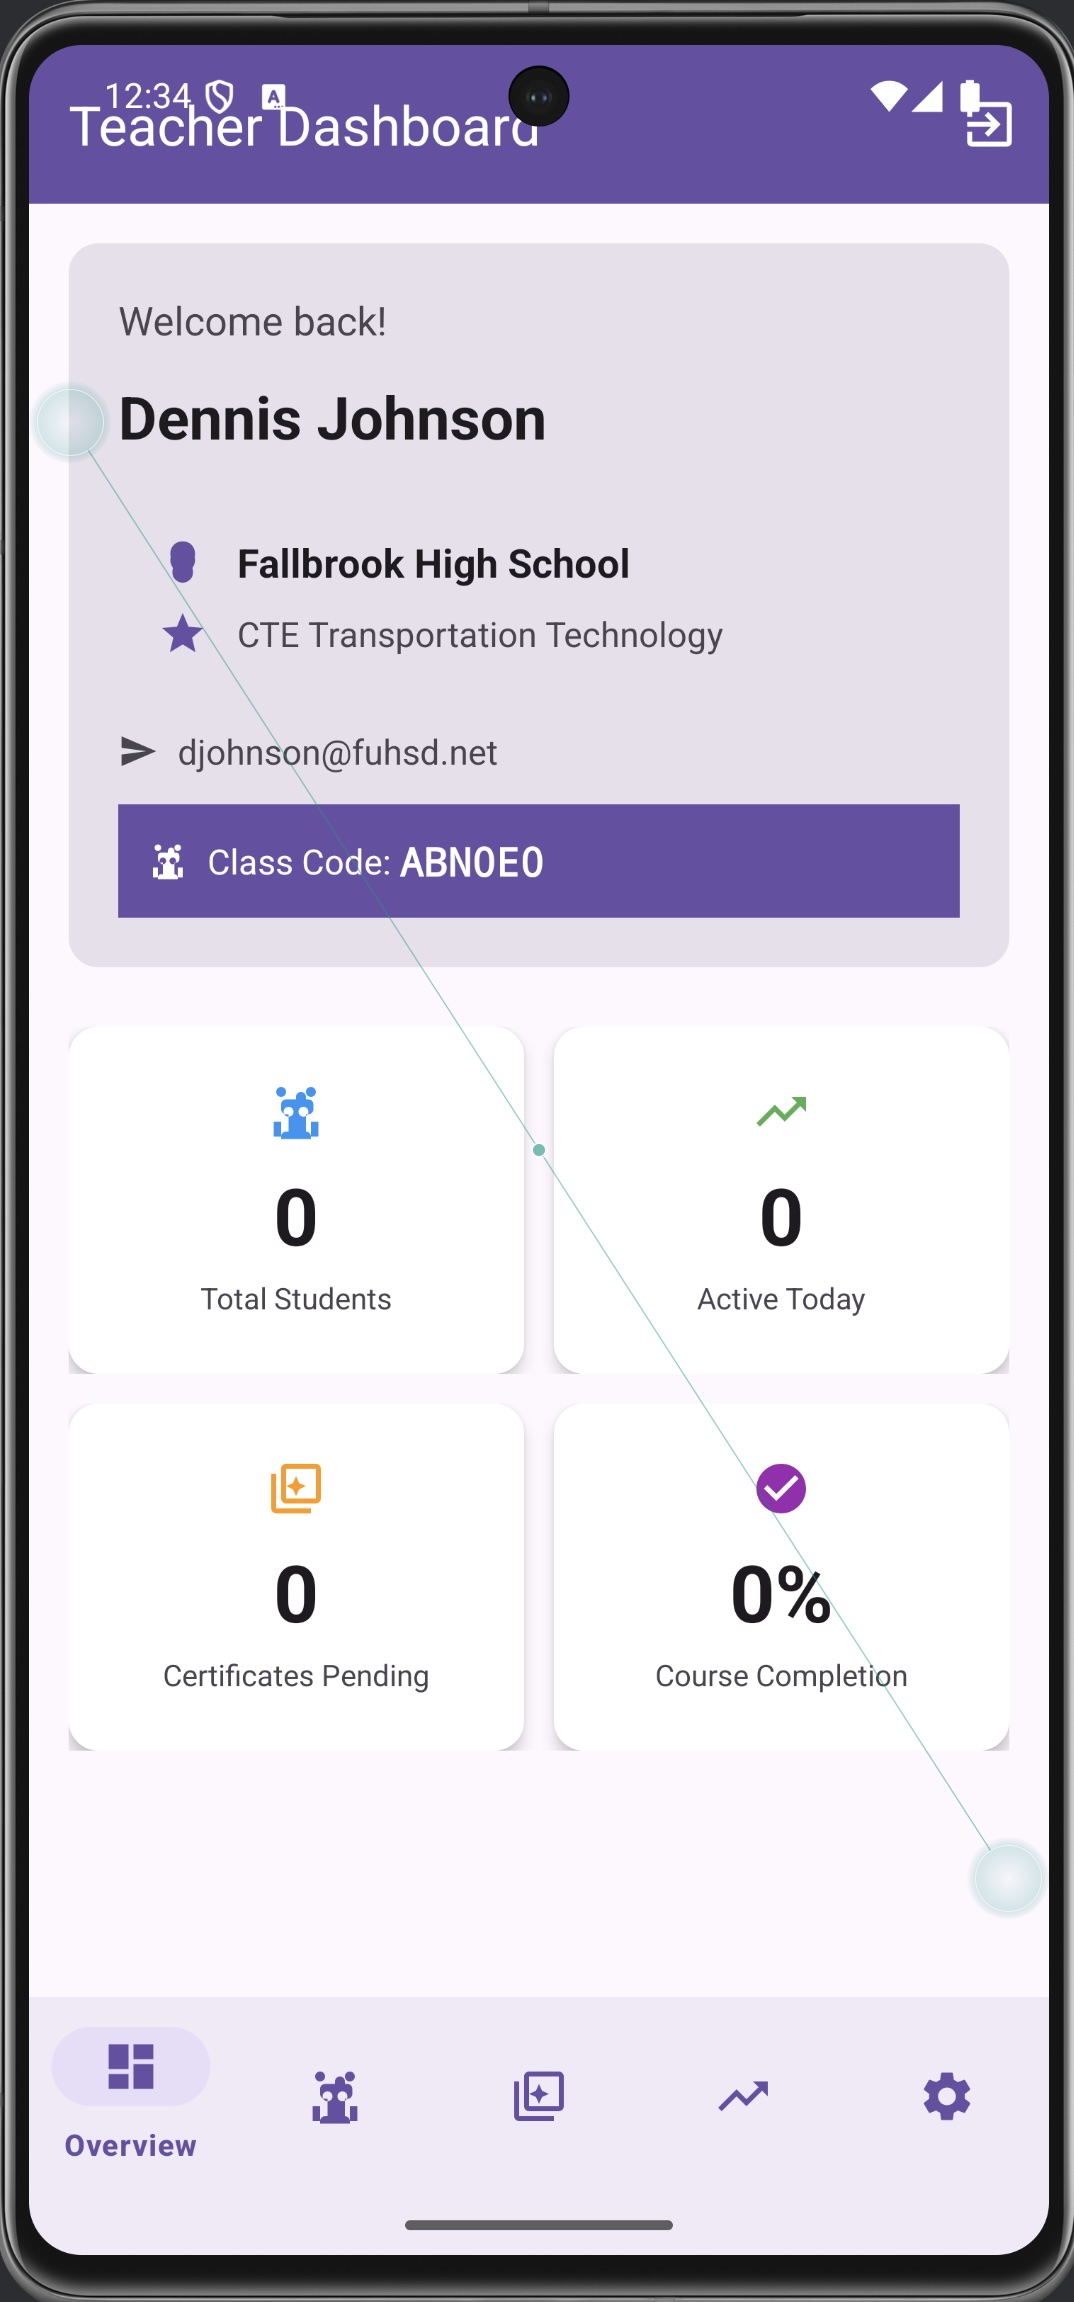 12:34
Teacher Dashboard
Welcome back!
Dennis Johnson
Fallbrook High School
CTE Transportation Technology
djohnson@fuhsd.net
Class Code: ABN0E0
0
Total Students
0
Active Today
0
Certificates Pending
0%
Course Completion
Overview